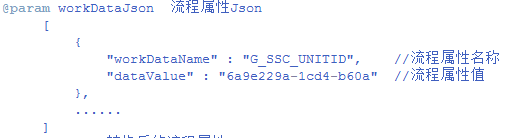 @param workDataJson 流程属性Json
[
{
"workDataName" : "G_SSC_UNITID", //流程属性名称
"dataValue" : "6a9e229a-1cd4-b60a" //流程属性值
},
......
]